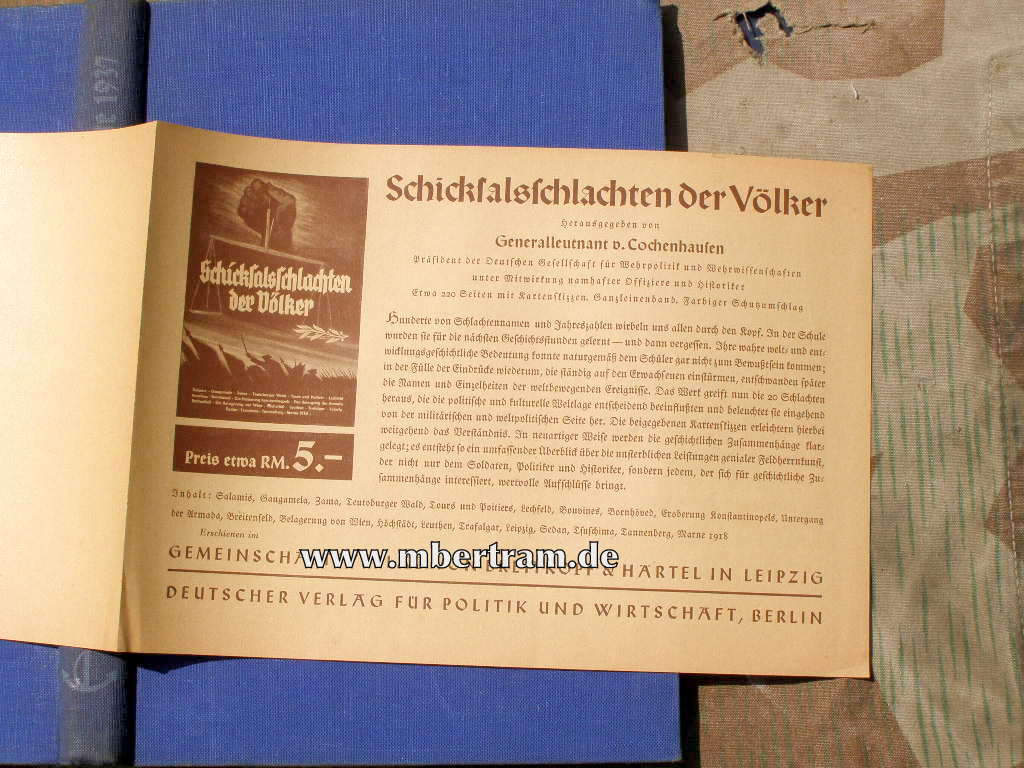 1937
Schicksalsschlachten
der Völker
Preis etwa RM. 5.–
Schicksalsschlachten der Völker
Herausgegeben von
Generalleutnant v. Cochenhausen
Präsident der Deutschen Gesellschaft für Wehrpolitik und Wehrwissenschaften
unter Mitwirkung namhafter Offiziere und Historiker
Etwa 220 Seiten mit Kartenskizzen. Ganzleinenband. Farbiger Schutzumschlag
Hunderte von Schlachtennamen und Jahreszahlen wirbeln uns allen durch den Kopf. In der Schule
wurden sie für die nächsten Geschichtsstunden gelernt — und dann vergessen. Ihre wahre welt- und ent-
wicklungsgeschichtliche Bedeutung konnte naturgemäß dem Schüler gar nicht zum Bewußtsein kommen;
in der Fülle der Eindrücke wiederum, die ständig auf den Erwachsenen einstürmen, entschwanden später
die Namen und Einzelheiten der weltbewegenden Ereignisse. Das Werk greift nun die 20 Schlachten
heraus, die die politische und kulturelle Weltlage entscheidend beeinflußten und beleuchtet sie eingehend
von der militärischen und weltpolitischen Seite her. Die beigegebenen Kartenskizzen erleichtern hierbei
weitgehend das Verständnis. In neuartiger Weise werden die geschichtlichen Zusammenhänge klar-
gelegt; es entsteht so ein umfassender Überblick über die unsterblichen Leistungen genialer Feldherrnkunst,
der nicht nur dem Soldaten, Politiker und Historiker, sondern jedem, der sich für geschichtliche Zu-
sammenhänge interessiert, wertvolle Aufschlüsse bringt.
Inhalt: Salamis, Gaugamela, Zama, Teutoburger Wald, Tours und Poitiers, Lechfeld, Bouvines, Bornhöved, Eroberung Konstantinopels, Untergang
der Armada, Breitenfeld, Belagerung von Wien, Höchstädt, Leuthen, Trafalgar, Leipzig, Sedan, Tsuschima, Tannenberg, Marne 1918
Erschienen im
GEMEINSCHA BREITKOPF & HÄRTEL IN LEIPZIG
www.mbertram.de
DEUTSCHER VERLAG FÜR POLITIK UND WIRTSCHAFT, BERLIN